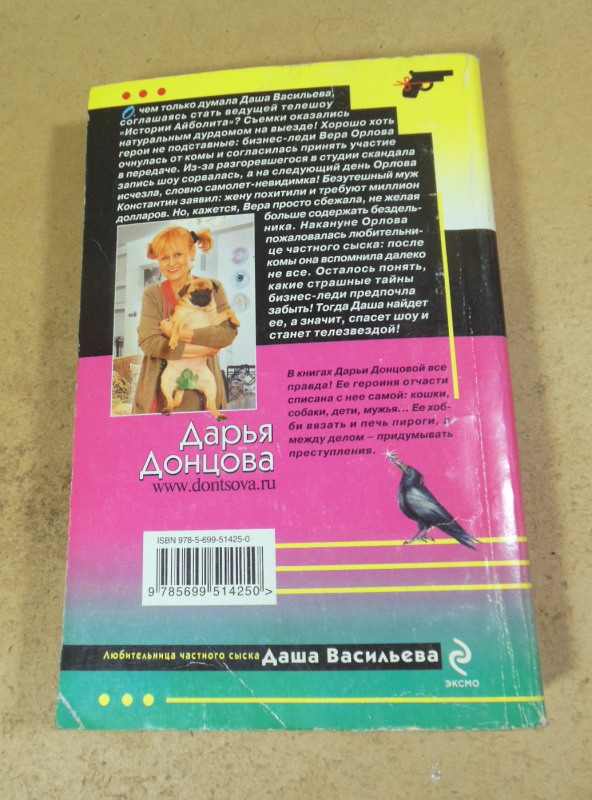 О чем только думала Даша Васильева,
соглашаясь стать ведущей телешоу
«Истории Айболита»? Съемки оказались
натуральным дурдомом на выезде! Хорошо хоть
герои не подставные: бизнес-леди Вера Орлова
очнулась от комы и согласилась принять участие
в передаче. Из-за разгоревшегося в студии скандала
запись шоу сорвалась, а на следующий день Орлова
исчезла, словно самолет-невидимка! Безутешный муж
Константин заявил: жену похитили и требуют миллион
долларов. Но, кажется, Вера просто сбежала, не желая
больше содержать бездель-
ника. Накануне Орлова
пожаловалась любительни-
це частного сыска: после
комы она вспомнила далеко
не все. Осталось понять,
какие страшные тайны
бизнес-леди предпочла
забыть! Тогда Даша найдет
ее, а значит, спасет шоу и
станет телезвездой!
В книгах Дарьи Донцовой все
правда! Ее героиня отчасти
списана с нее самой: кошки,
собаки, дети, мужья... Ее хоб-
би вязать и печь пироги, а
между делом – придумывать
преступления.
Дарья
Донцова
www.dontsova.ru
ISBN 978-5-699-51425-0
9 785699 514250 >
Любительница частного сыска Даша Васильева
ЭКСМО